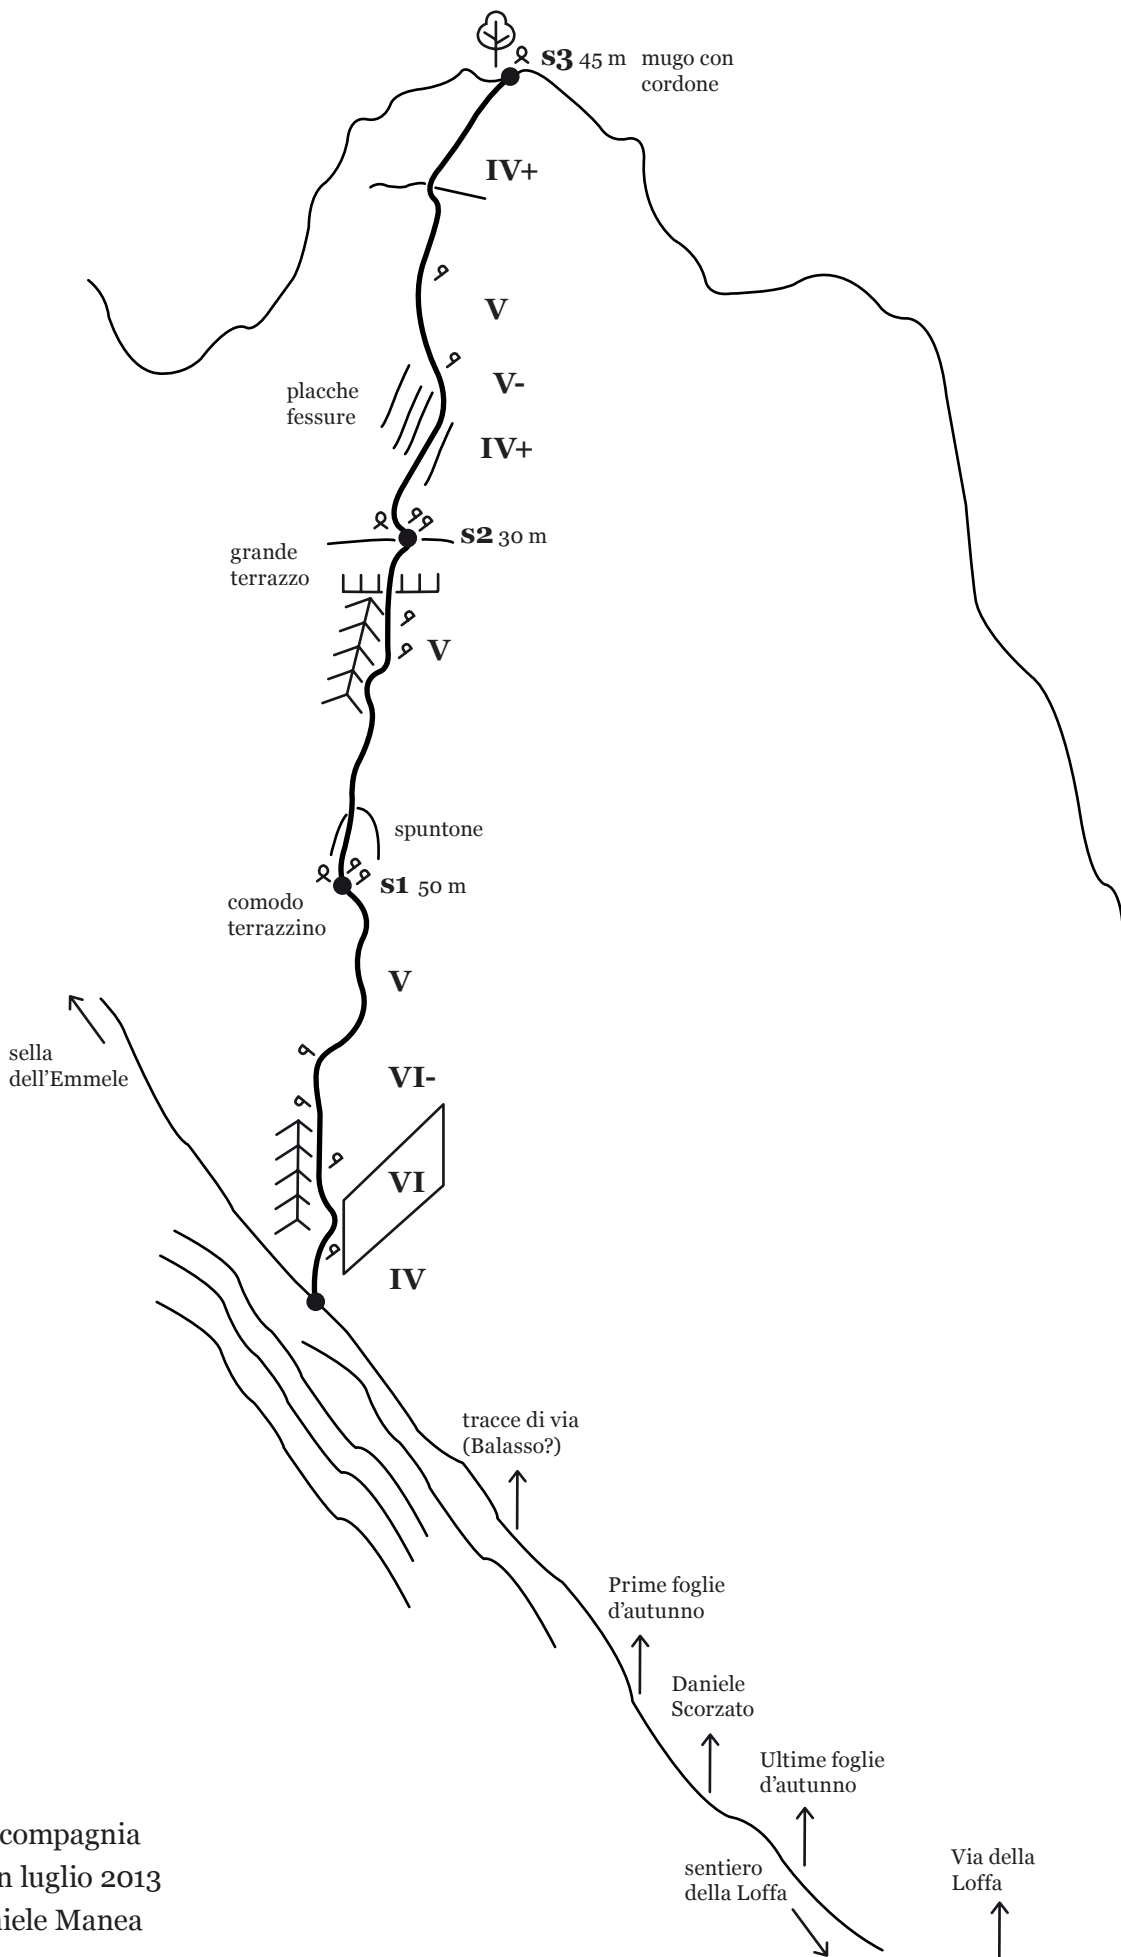 s3 45 m mugo con
cordone
IV+
V
V-
placche
fessure
IV+
s2 30 m
grande
terrazzo
V
spuntone
s1 50 m
comodo
terrazzino
V
sella
dell'Emmele
VI-
VI
IV
tracce di via
(Balasso?)
Prime foglie
d'autunno
Daniele
Scorzato
Ultime foglie
d'autunno
compagnia
sentiero
della Loffa
Via della
Loffa
n luglio 2013
iele Manea